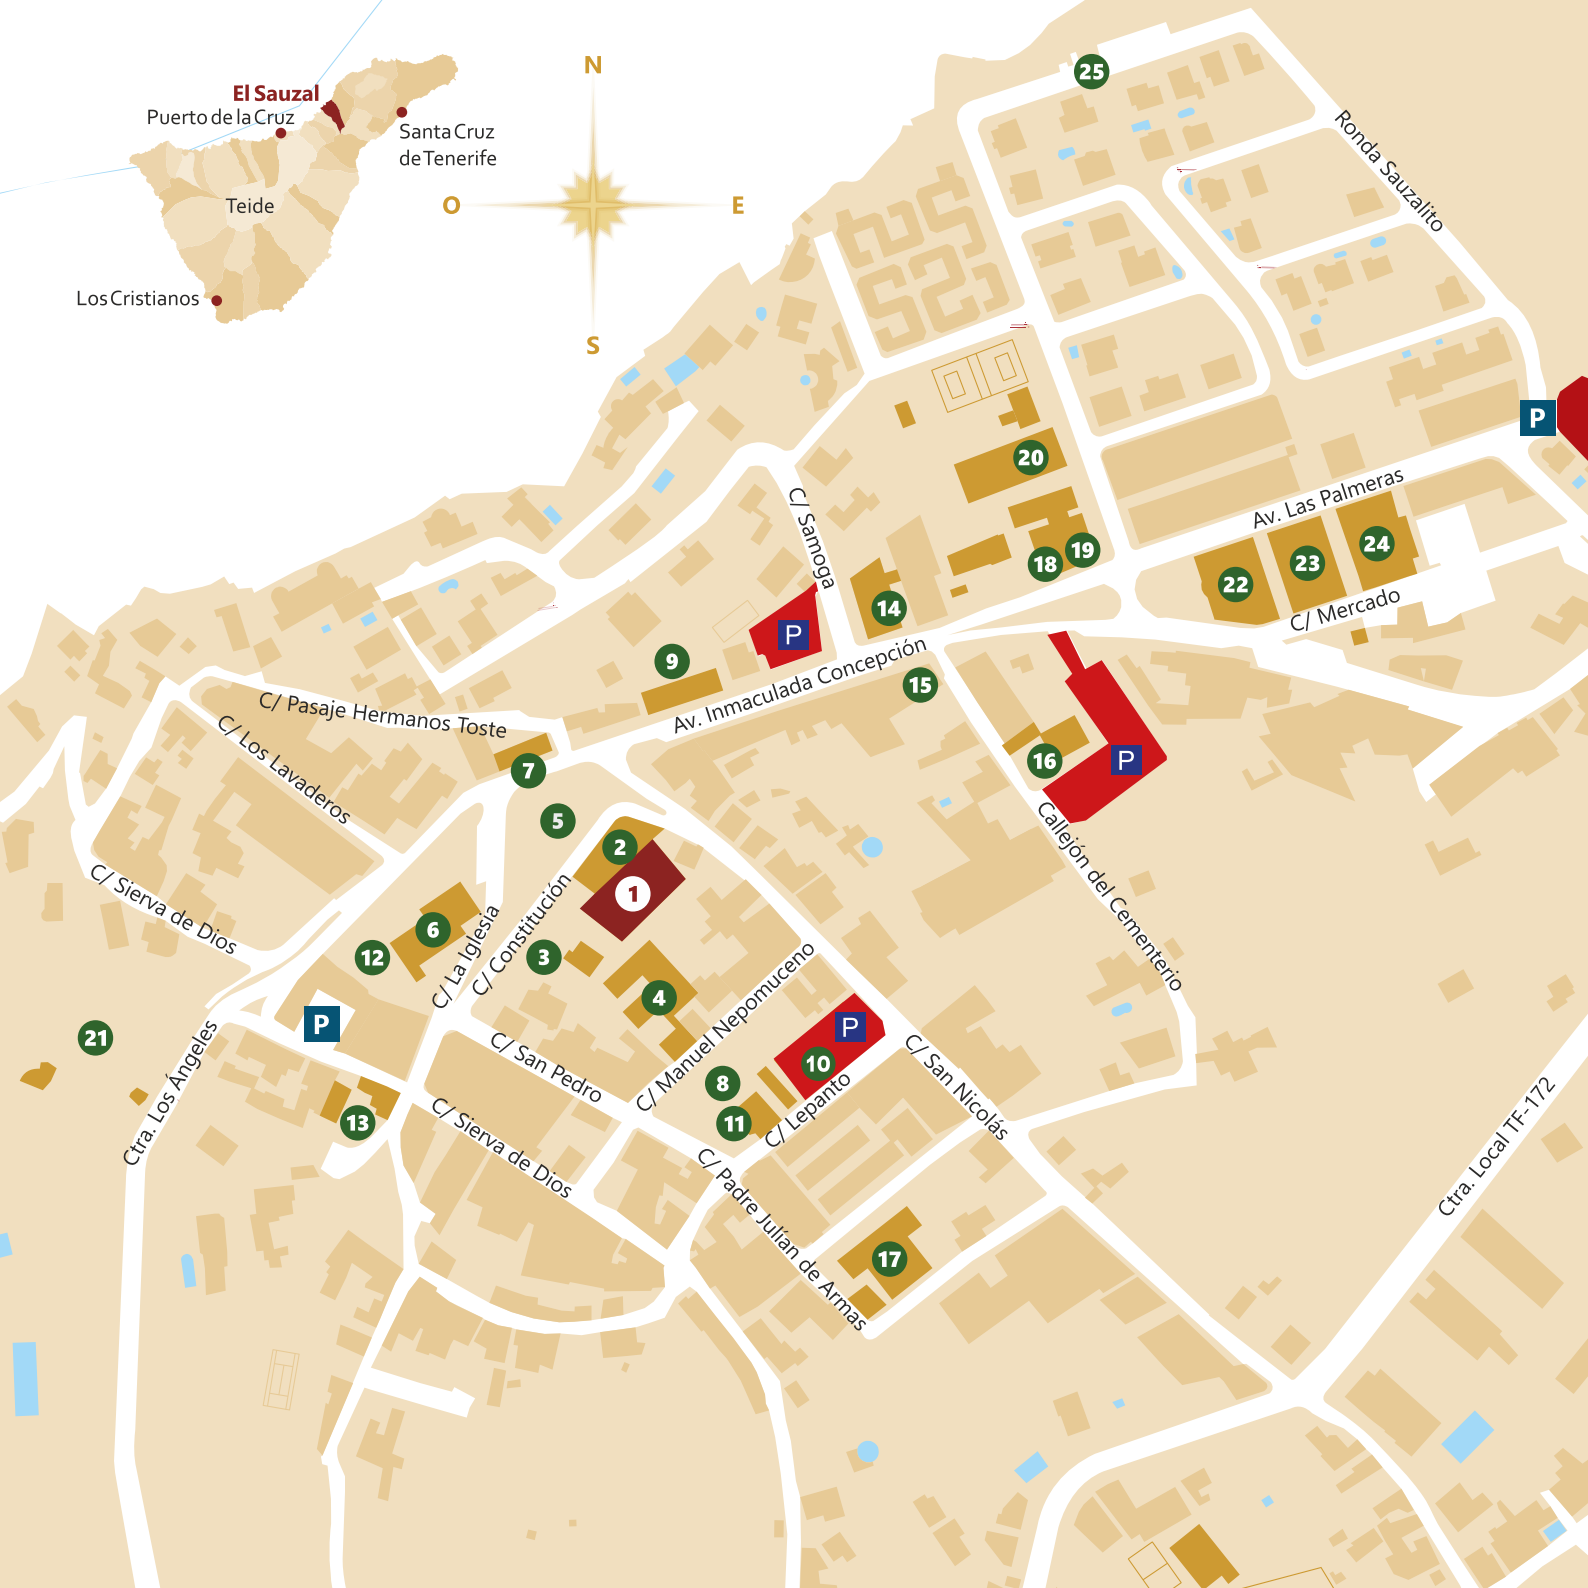 N
O
E
S
El Sauzal
Puerto de la Cruz
Santa Cruz
de Tenerife
Teide
Los Cristianos
25
Ronda Sauzalito
P
20
Av. Las Palmeras
C/ Samoga
18
19
22
23
24
C/ Mercado
14
P
9
15
Av. Inmaculada Concepción
C/ Pasaje Hermanos Toste
C/ Los Lavaderos
7
16
P
5
2
1
Callejón del Cementerio
C/ Sierva de Dios
6
12
3
C/ La Iglesia
C/ Constitución
4
C/ Manuel Nepomuceno
P
21
P
10
C/ San Pedro
C/ San Nicolás
Ctra. Los Ángeles
8
11
C/ Lepanto
13
C/ Sierva de Dios
C/ Padre Julían de Armas
17
Ctra. Local TF-172